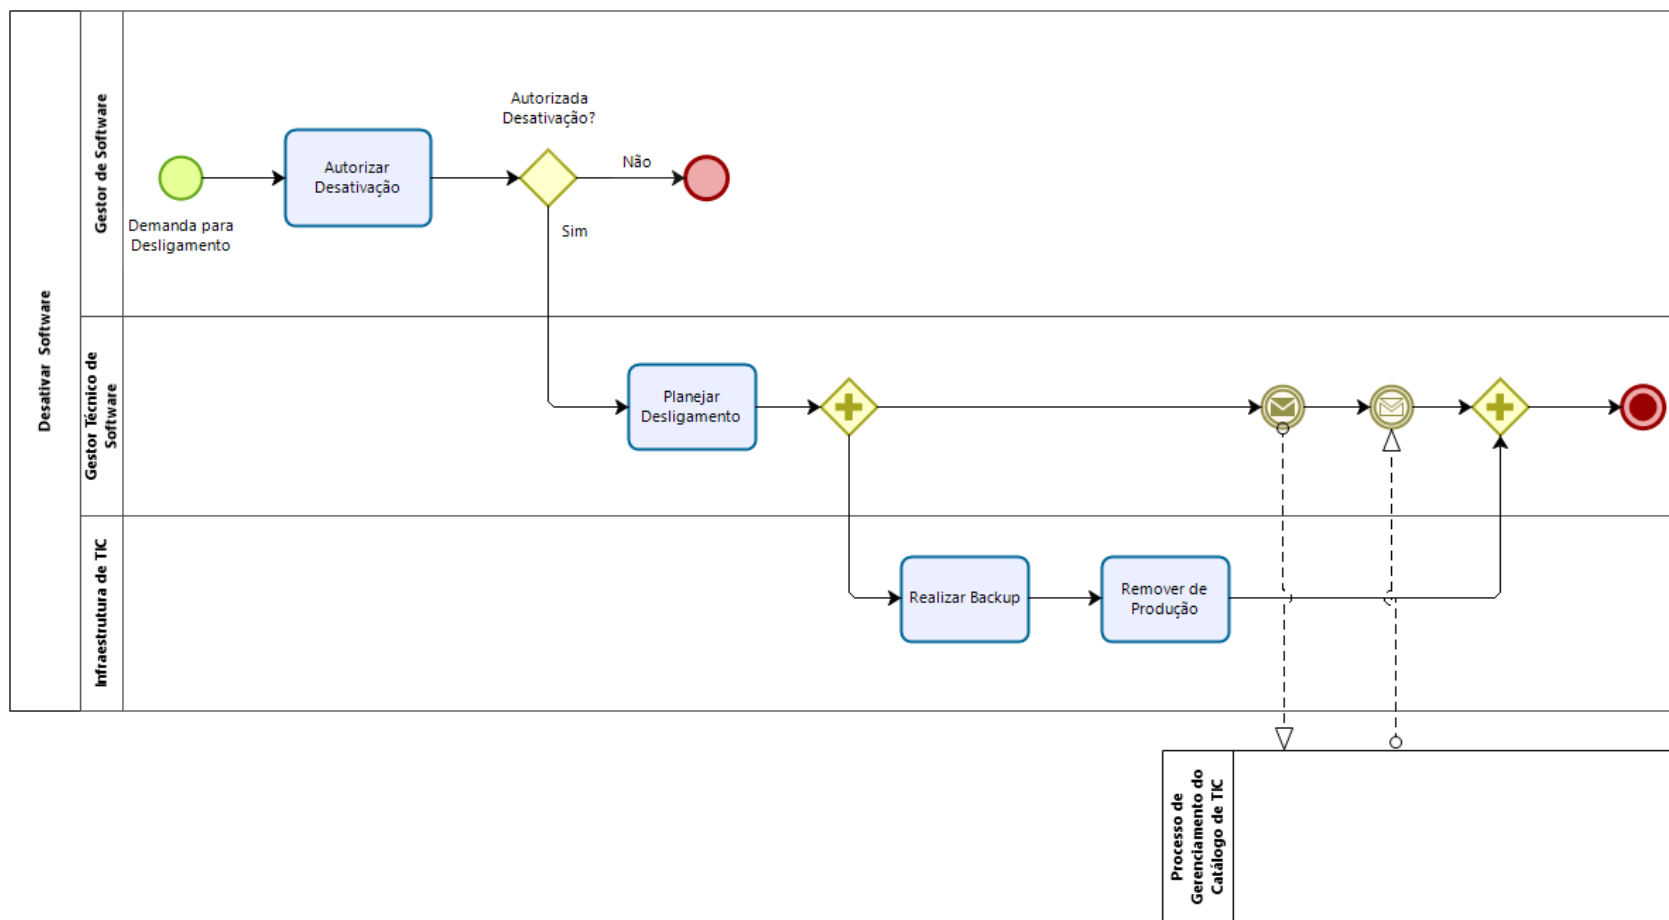 Desativar Software
Gestor de Software
Demanda para
Desligamento
Autorizar
Desativação
Autorizada
Desativação?
Não
Sim
Gestor Técnico de
Software
Planejar
Desligamento
Infraestrutura de TIC
Realizar Backup
Remover de
Produção
Processo de
Gerenciamento do
Catálogo de TIC